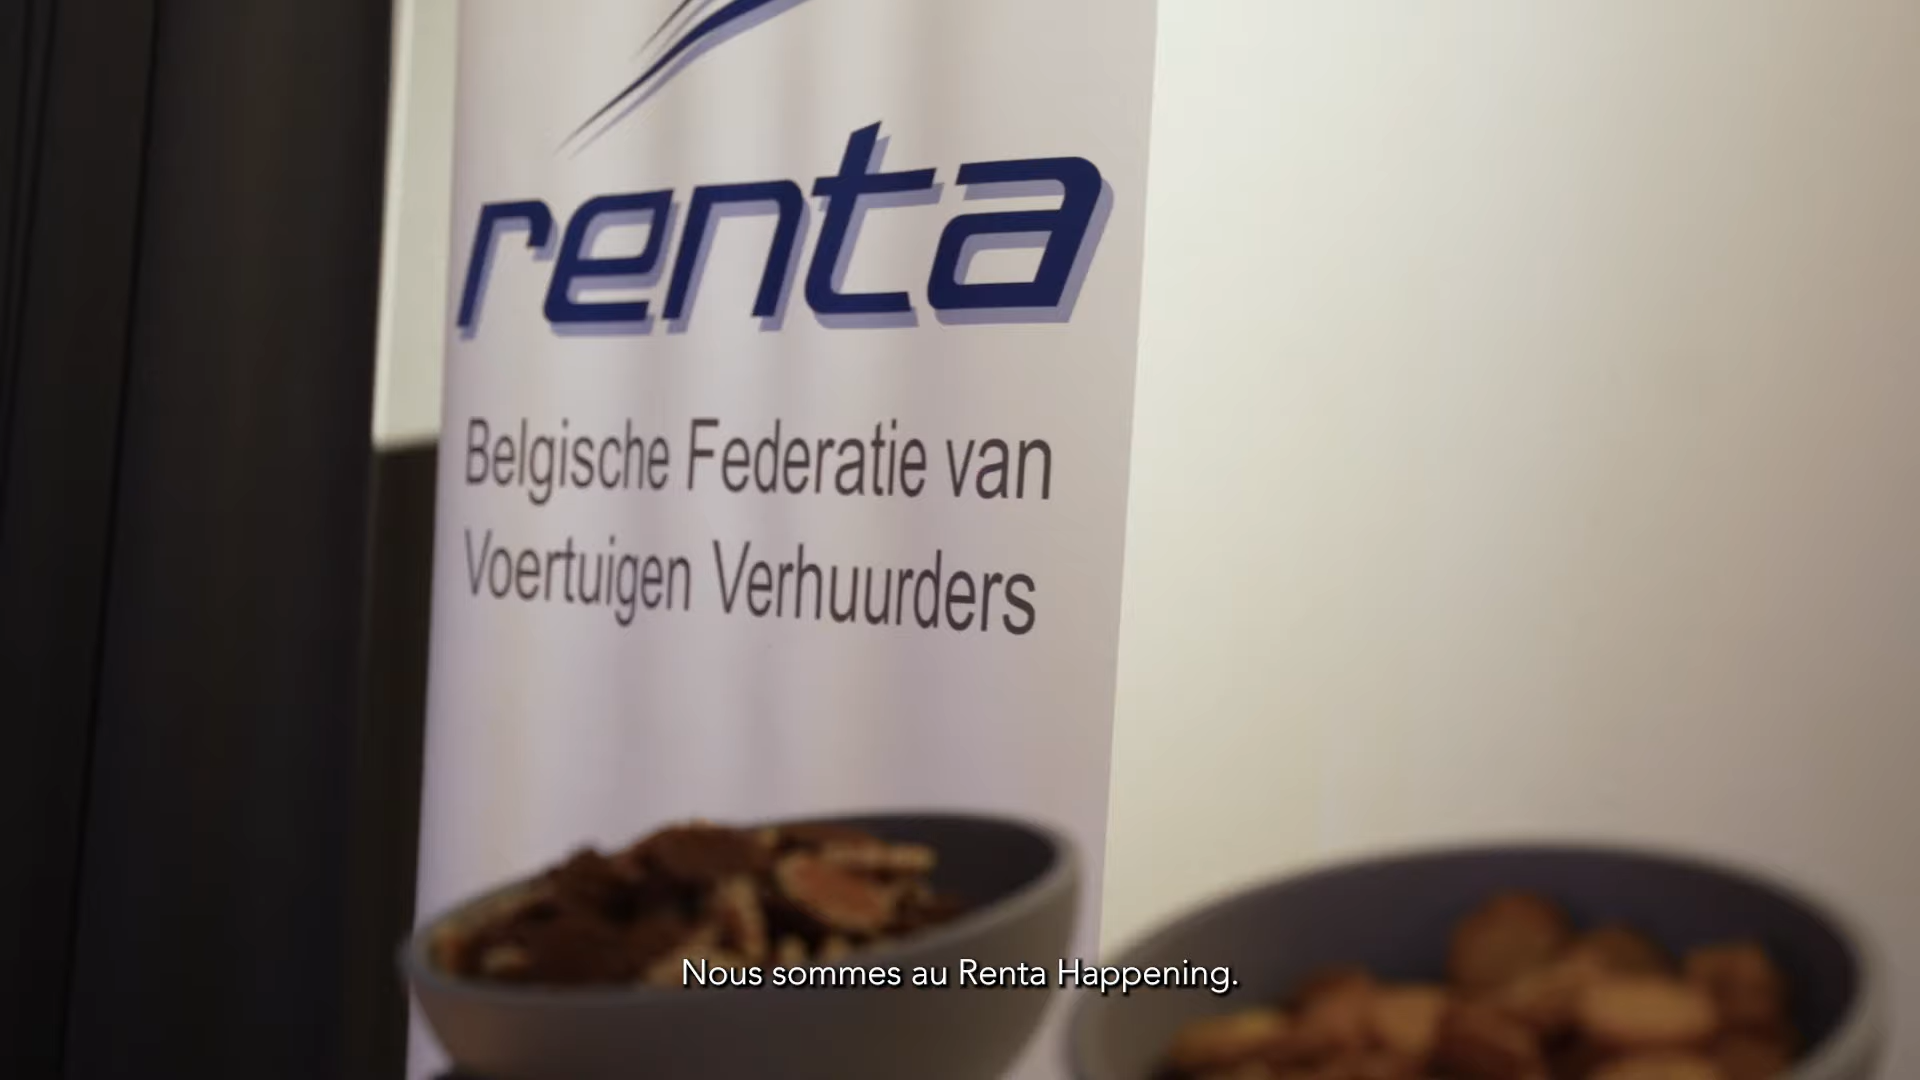 renta
Belgische Federatie van
Voertuigen Verhuurders
Nous sommes au Renta Happening.